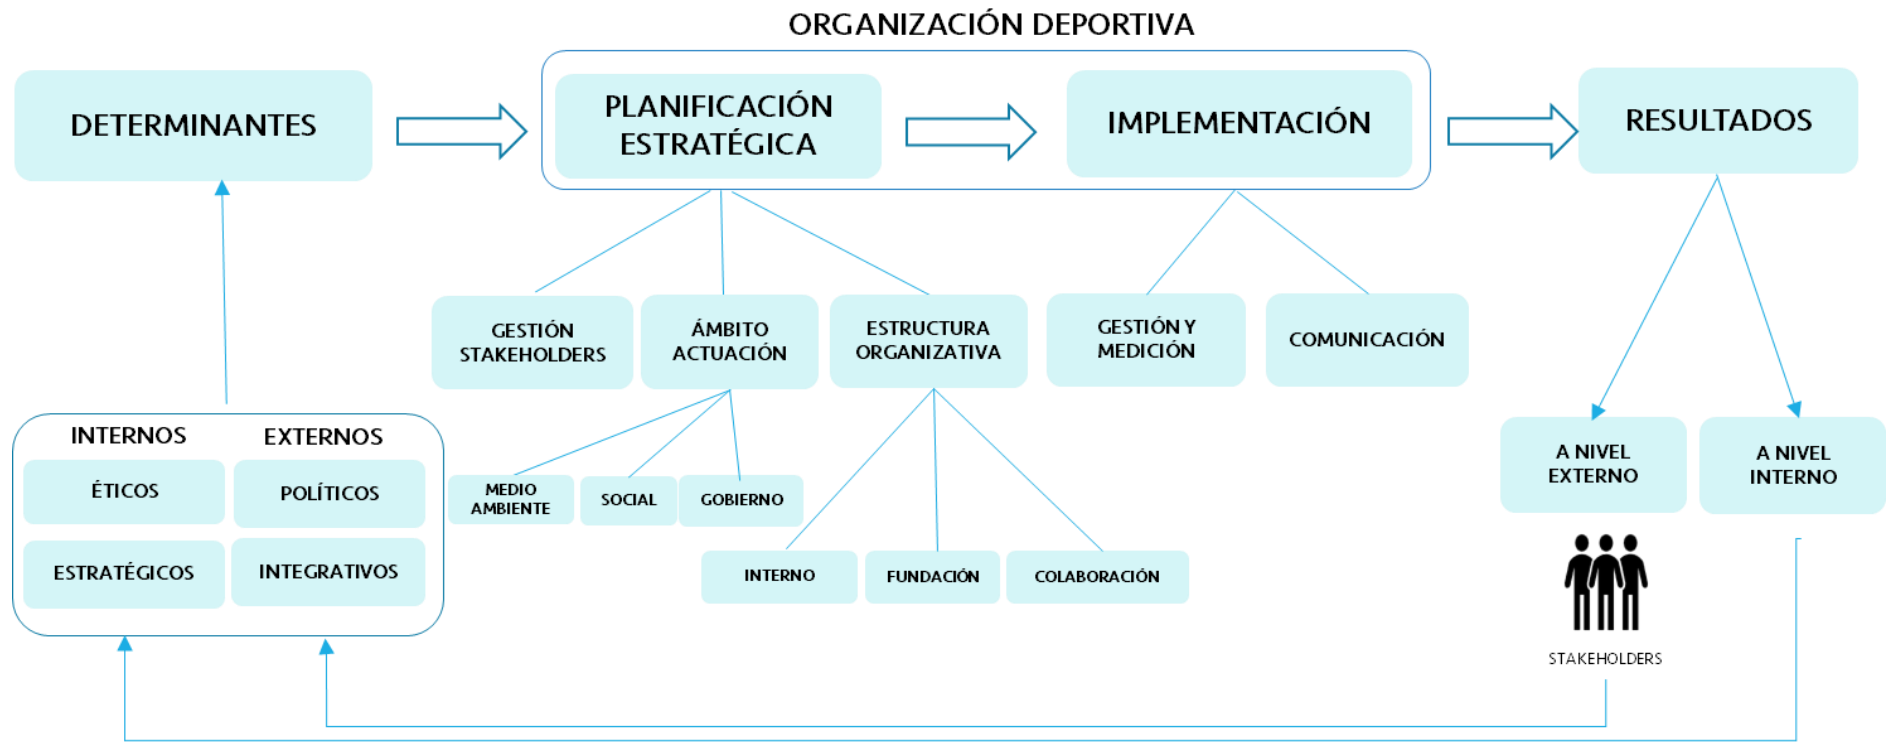 ORGANIZACIÓN DEPORTIVA
DETERMINANTES
PLANIFICACIÓN
ESTRATÉGICA
IMPLEMENTACIÓN
RESULTADOS
GESTIÓN
STAKEHOLDERS
ÁMBITO
ACTUACIÓN
ESTRUCTURA
ORGANIZATIVA
GESTIÓN Y
MEDICIÓN
COMUNICACIÓN
INTERNOS
EXTERNOS
ÉTICOS
POLÍTICOS
ESTRATÉGICOS
INTEGRATIVOS
MEDIO
AMBIENTE
SOCIAL
GOBIERNO
INTERNO
FUNDACIÓN
COLABORACIÓN
A NIVEL
EXTERNO
A NIVEL
INTERNO
STAKEHOLDERS